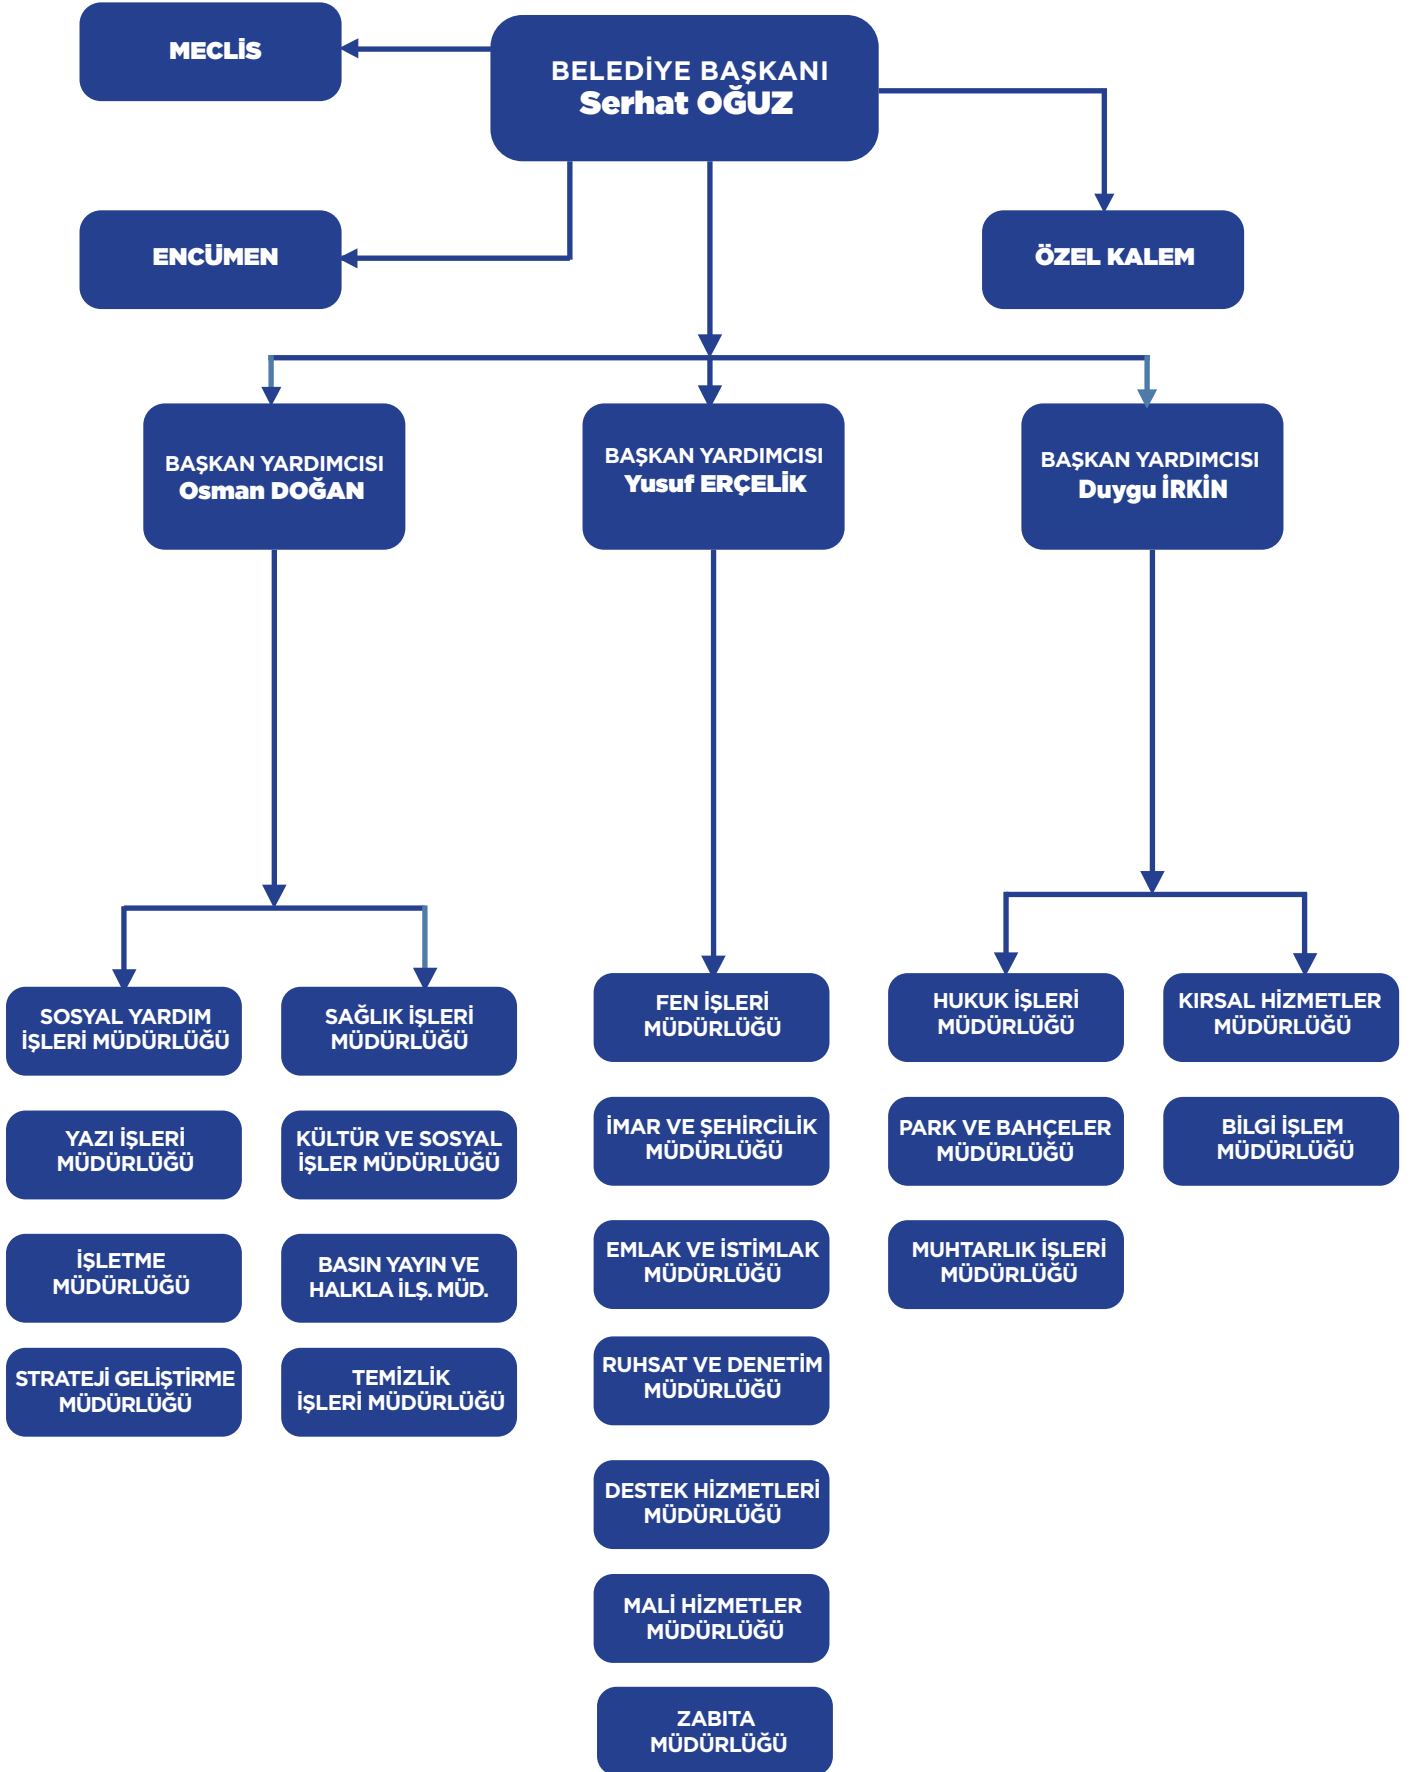 MECLİS
BELEDİYE BAŞKANI
Serhat OĞUZ
ENCÜMEN
ÖZEL KALEM
BAŞKAN YARDIMCISI
Osman DOĞAN
BAŞKAN YARDIMCISI
Yusuf ERÇELİK
BAŞKAN YARDIMCISI
Duygu İRKİN
SOSYAL YARDIM
İŞLERİ MÜDÜRLÜĞÜ
YAZI İŞLERİ
MÜDÜRLÜĞÜ
İŞLETME
MÜDÜRLÜĞÜ
STRATEJİ GELİŞTİRME
MÜDÜRLÜĞÜ
SAĞLIK İŞLERİ
MÜDÜRLÜĞÜ
KÜLTÜR VE SOSYAL
İŞLER MÜDÜRLÜĞÜ
BASIN YAYIN VE
HALKLA İLŞ. MÜD.
TEMİZLİK
İŞLERİ MÜDÜRLÜĞÜ
FEN İŞLERİ
MÜDÜRLÜĞÜ
İMAR VE ŞEHİRCİLİK
MÜDÜRLÜĞÜ
EMLAK VE İSTİMLAK
MÜDÜRLÜĞÜ
RUHSAT VE DENETİM
MÜDÜRLÜĞÜ
DESTEK HİZMETLERİ
MÜDÜRLÜĞÜ
MALİ HİZMETLER
MÜDÜRLÜĞÜ
ZABITA
MÜDÜRLÜĞÜ
HUKUK İŞLERİ
MÜDÜRLÜĞÜ
PARK VE BAHÇELER
MÜDÜRLÜĞÜ
MUHTARLIK İŞLERİ
MÜDÜRLÜĞÜ
KIRSAL HİZMETLER
MÜDÜRLÜĞÜ
BİLGİ İŞLEM
MÜDÜRLÜĞÜ